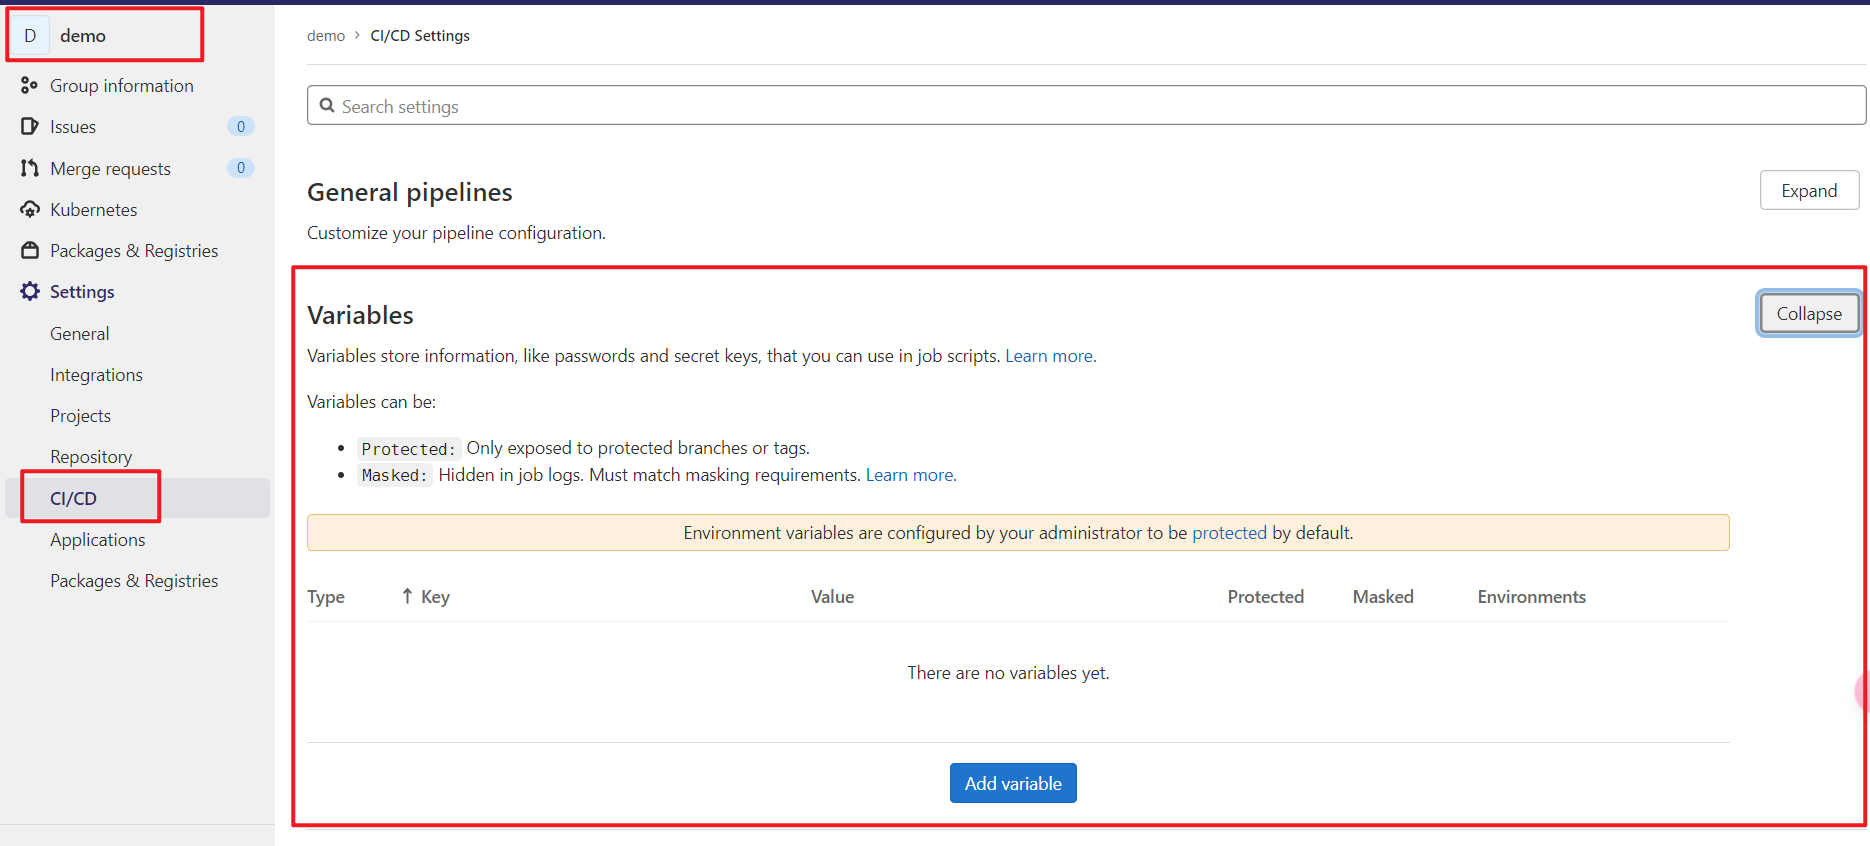 D demo
Group information
Issues 0
Merge requests 0
Kubernetes
Packages & Registries
Settings
General
Integrations
Projects
Repository
CI/CD
Applications
Packages & Registries
demo > CI/CD Settings
Search settings
General pipelines
Expand
Customize your pipeline configuration.
Variables
Collapse
Variables store information, like passwords and secret keys, that you can use in job scripts. Learn more.
Variables can be:
• Protected: Only exposed to protected branches or tags.
• Masked: Hidden in job logs. Must match masking requirements. Learn more.
Environment variables are configured by your administrator to be protected by default.
Type ↑ Key Value Protected Masked Environments
There are no variables yet.
Add variable